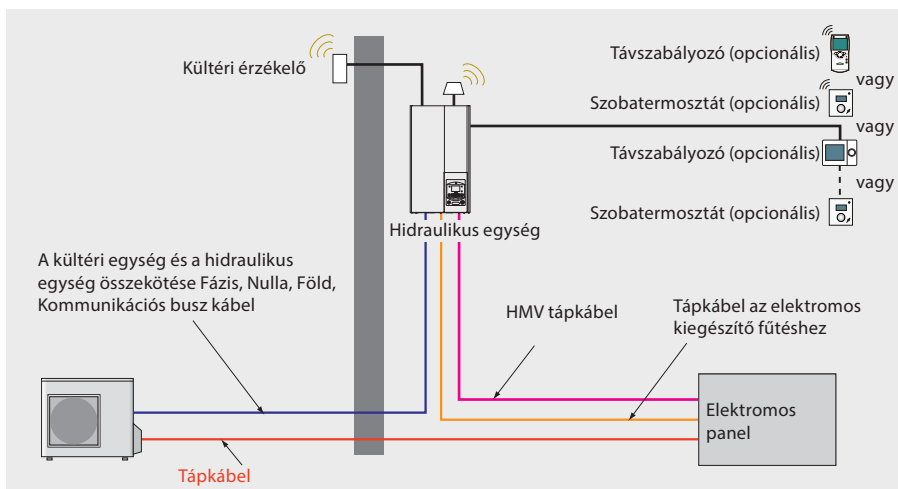 Kültéri érzékelő
Távszabályozó (opcionális)
vagy
Szobatermosztát (opcionális)
vagy
Távszabályozó (opcionális)
vagy
Szobatermosztát (opcionális)
Hidraulikus egység
A kültéri egység és a hidraulikus
egység összekötése Fázis, Nulla, Föld,
Kommunikációs busz kábel
HMV tápkábel
Tápkábel az elektromos
kiegészítő fűtéshez
Elektromos
panel
Tápkábel